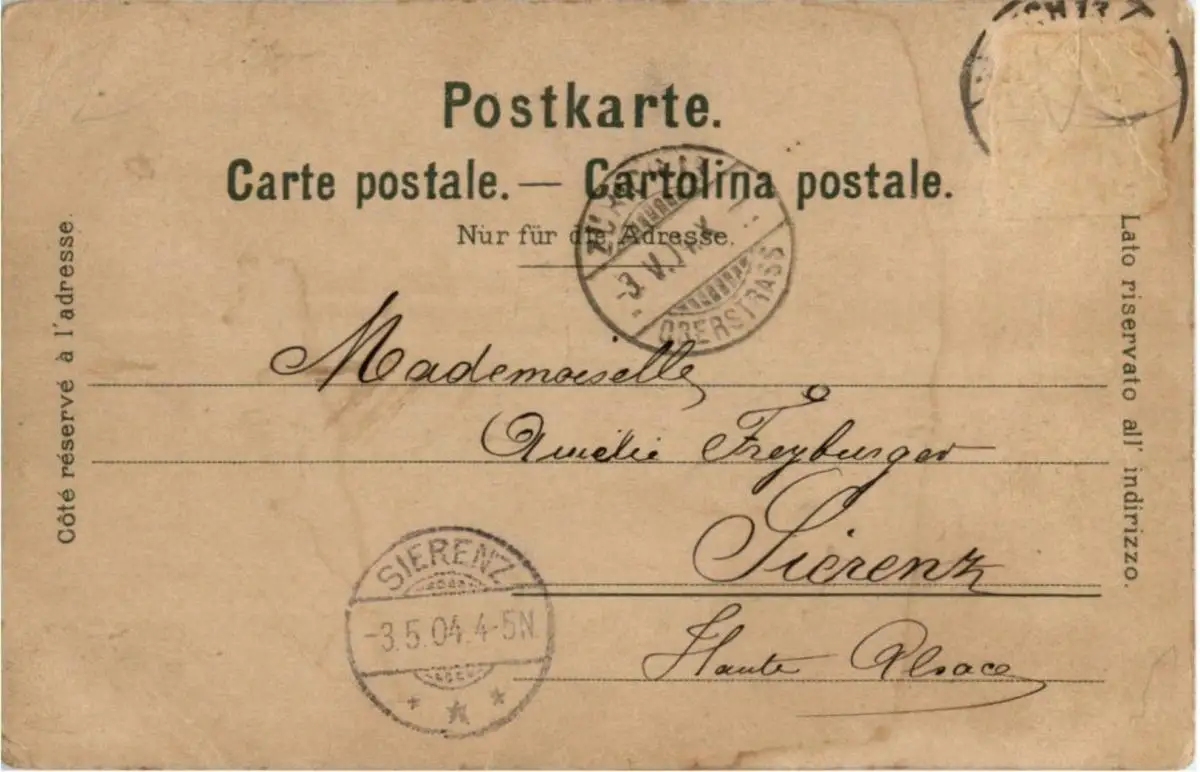 Postkarte.
Carte postale. — Cartolina postale.
Nur für die Adresse.
Côté réservé à l'adresse.
Lato riservato all' indirizzo.
OBERSTRASS
Mademoiselle
Amélie Freyburger
Sierenz
Haute Alsace
SIERENZ
-3.5.04.4-5N.